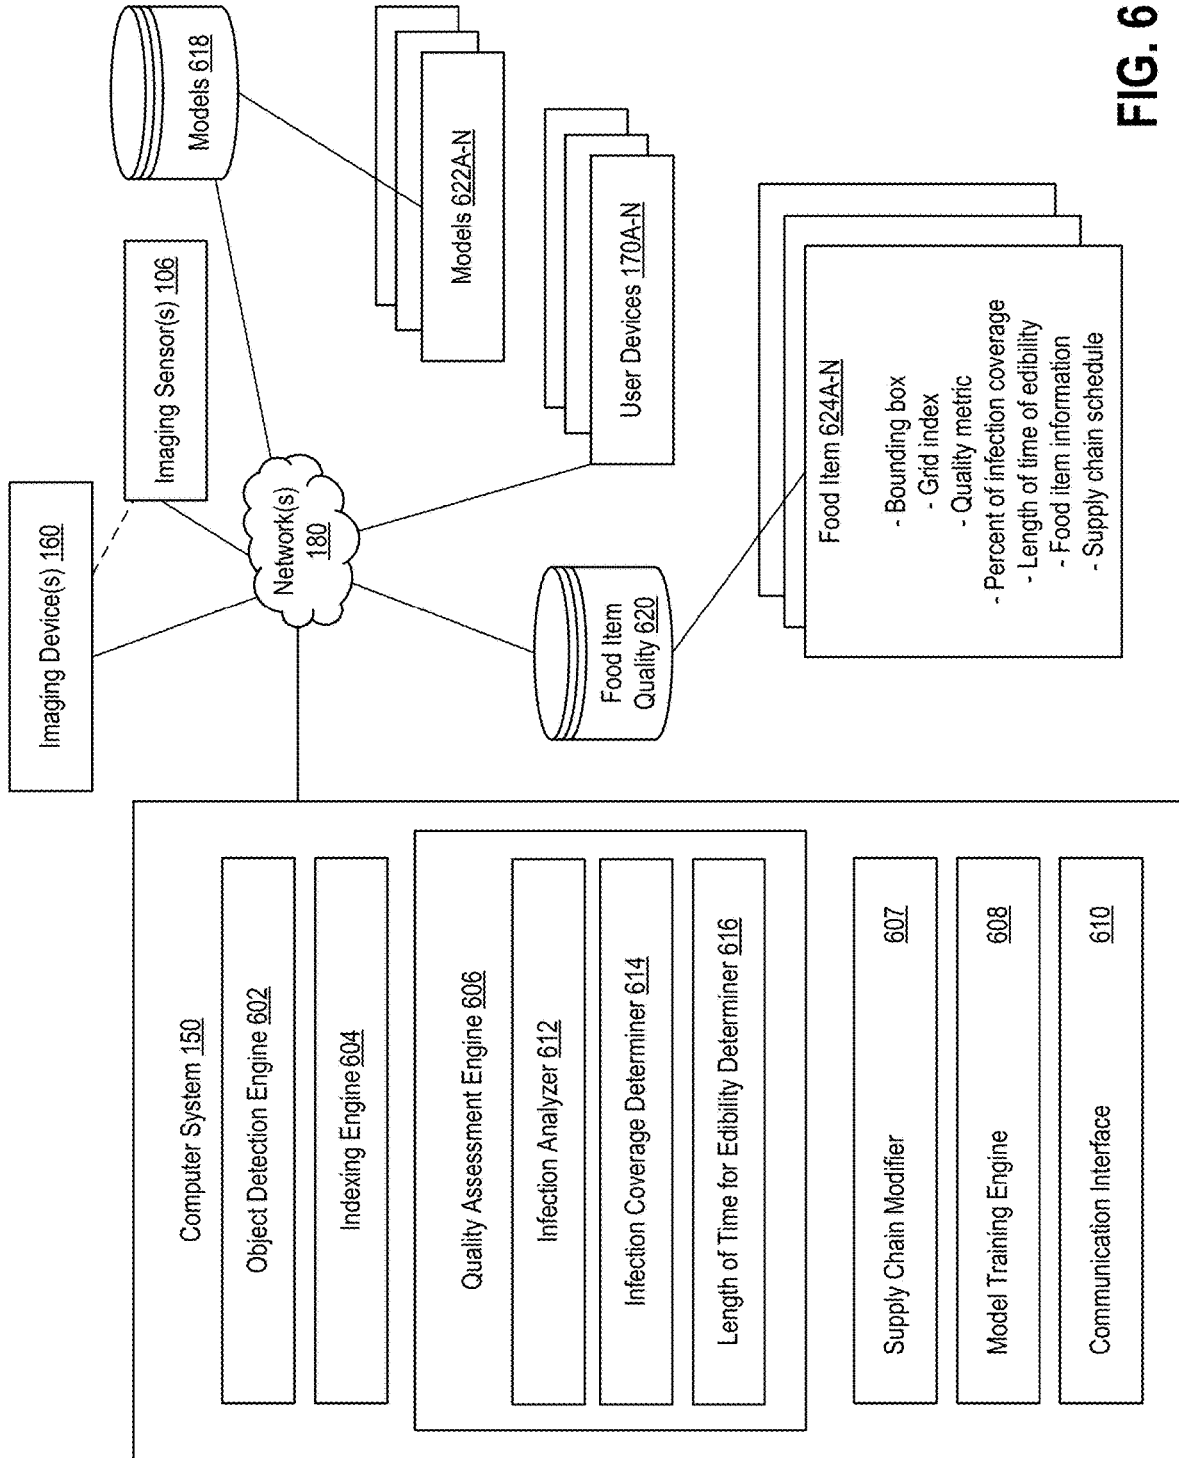 Computer System 150
Object Detection Engine 602
Indexing Engine 604
Quality Assessment Engine 606
Infection Analyzer 612
Infection Coverage Determiner 614
Length of Time for Edibility Determiner 616
Supply Chain Modifier 607
Model Training Engine 608
Communication Interface 610
Imaging Device(s) 160
Imaging Sensor(s) 106
Network(s)
180
Models 618
Models 622A-N
User Devices 170A-N
Food Item
Quality 620
Food Item 624A-N
- Bounding box
- Grid index
- Quality metric
- Percent of infection coverage
- Length of time of edibility
- Food item information
- Supply chain schedule
FIG. 6